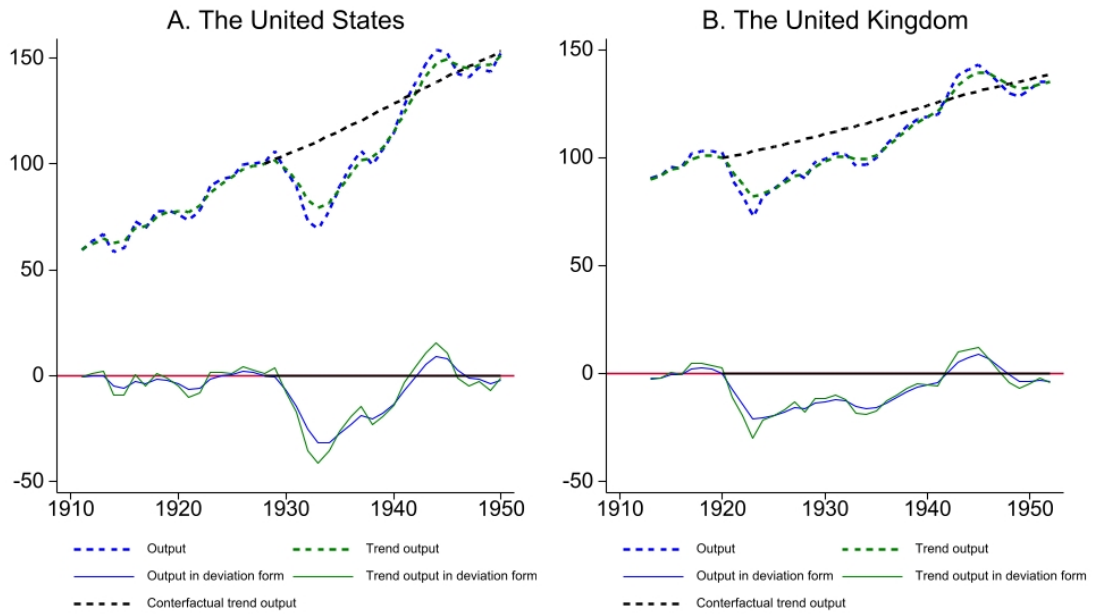 A. The United States
150
100
50
0
-50
1910 1920 1930 1940 1950
Output Trend output
Output in deviation form Trend output in deviation form
Conterfactual trend output
B. The United Kingdom
150
100
50
0
-50
1910 1920 1930 1940 1950
Output Trend output
Output in deviation form Trend output in deviation form
Conterfactual trend output